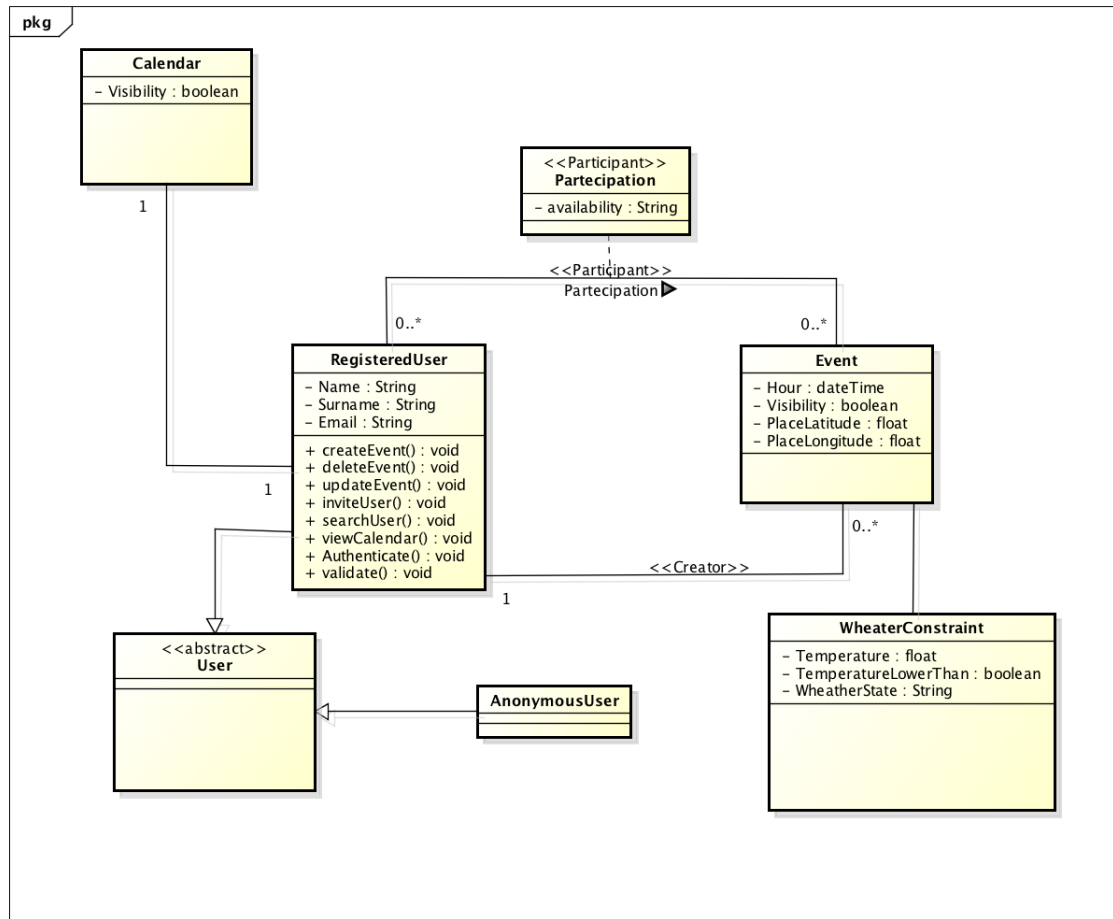 pkg
Calendar
- Visibility : boolean
1
<<Participant>>
Partecipation
- availability : String
<<Participant>>
Partecipation
0..*
0..*
RegisteredUser
- Name : String
- Surname : String
- Email : String
+ createEvent() : void
+ deleteEvent() : void
+ updateEvent() : void
+ inviteUser() : void
+ searchUser() : void
+ viewCalendar() : void
+ Authenticate() : void
+ validate() : void
1
Event
- Hour : dateTime
- Visibility : boolean
- PlaceLatitude : float
- PlaceLongitude : float
0..*
<<Creator>>
1
WheaterConstraint
- Temperature : float
- TemperatureLowerThan : boolean
- WheatherState : String
<<abstract>>
User
AnonymousUser